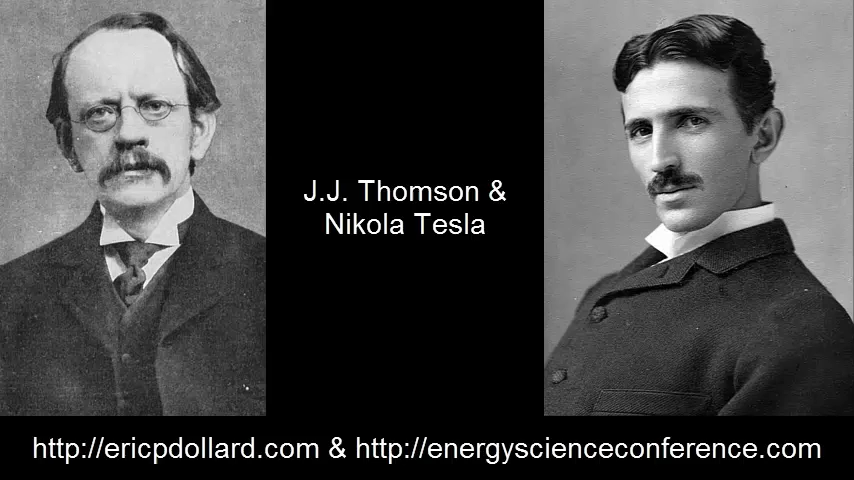 J.J. Thomson &
Nikola Tesla
http://ericpdollard.com & http://energyscienceconference.com